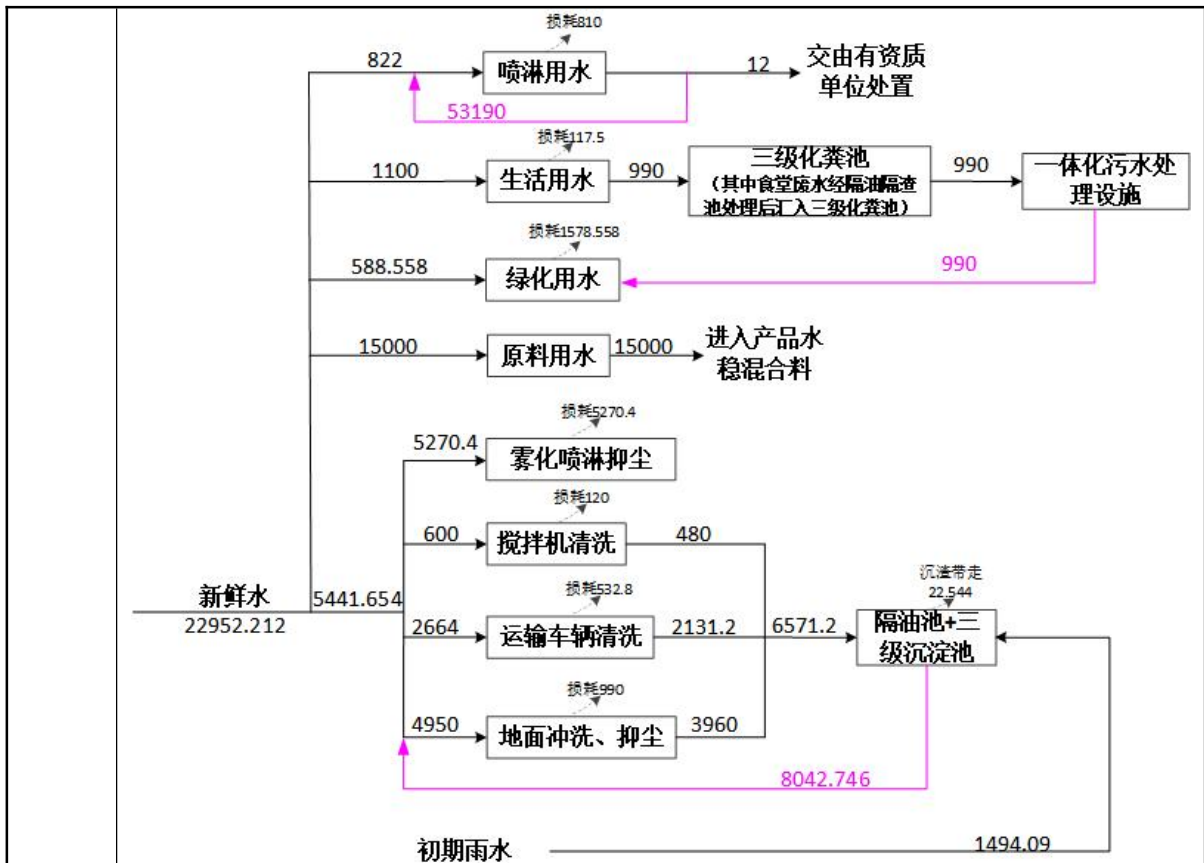 损耗810
822
喷淋用水
12
交由有资质
单位处置
53190
损耗117.5
1100
生活用水
990
三级化粪池
（其中食堂废水经隔油隔渣
池处理后汇入三级化粪池）
990
一体化污水处
理设施
损耗1578.558
588.558
绿化用水
990
15000
原料用水
15000
进入产品水
稳混合料
损耗5270.4
5270.4
雾化喷淋抑尘
损耗120
600
搅拌机清洗
480
新鲜水
22952.212
5441.654
损耗532.8
2664
运输车辆清洗
2131.2
6571.2
沉渣带走
22.544
隔油池+三
级沉淀池
损耗990
4950
地面冲洗、抑尘
3960
8042.746
初期雨水
1494.09